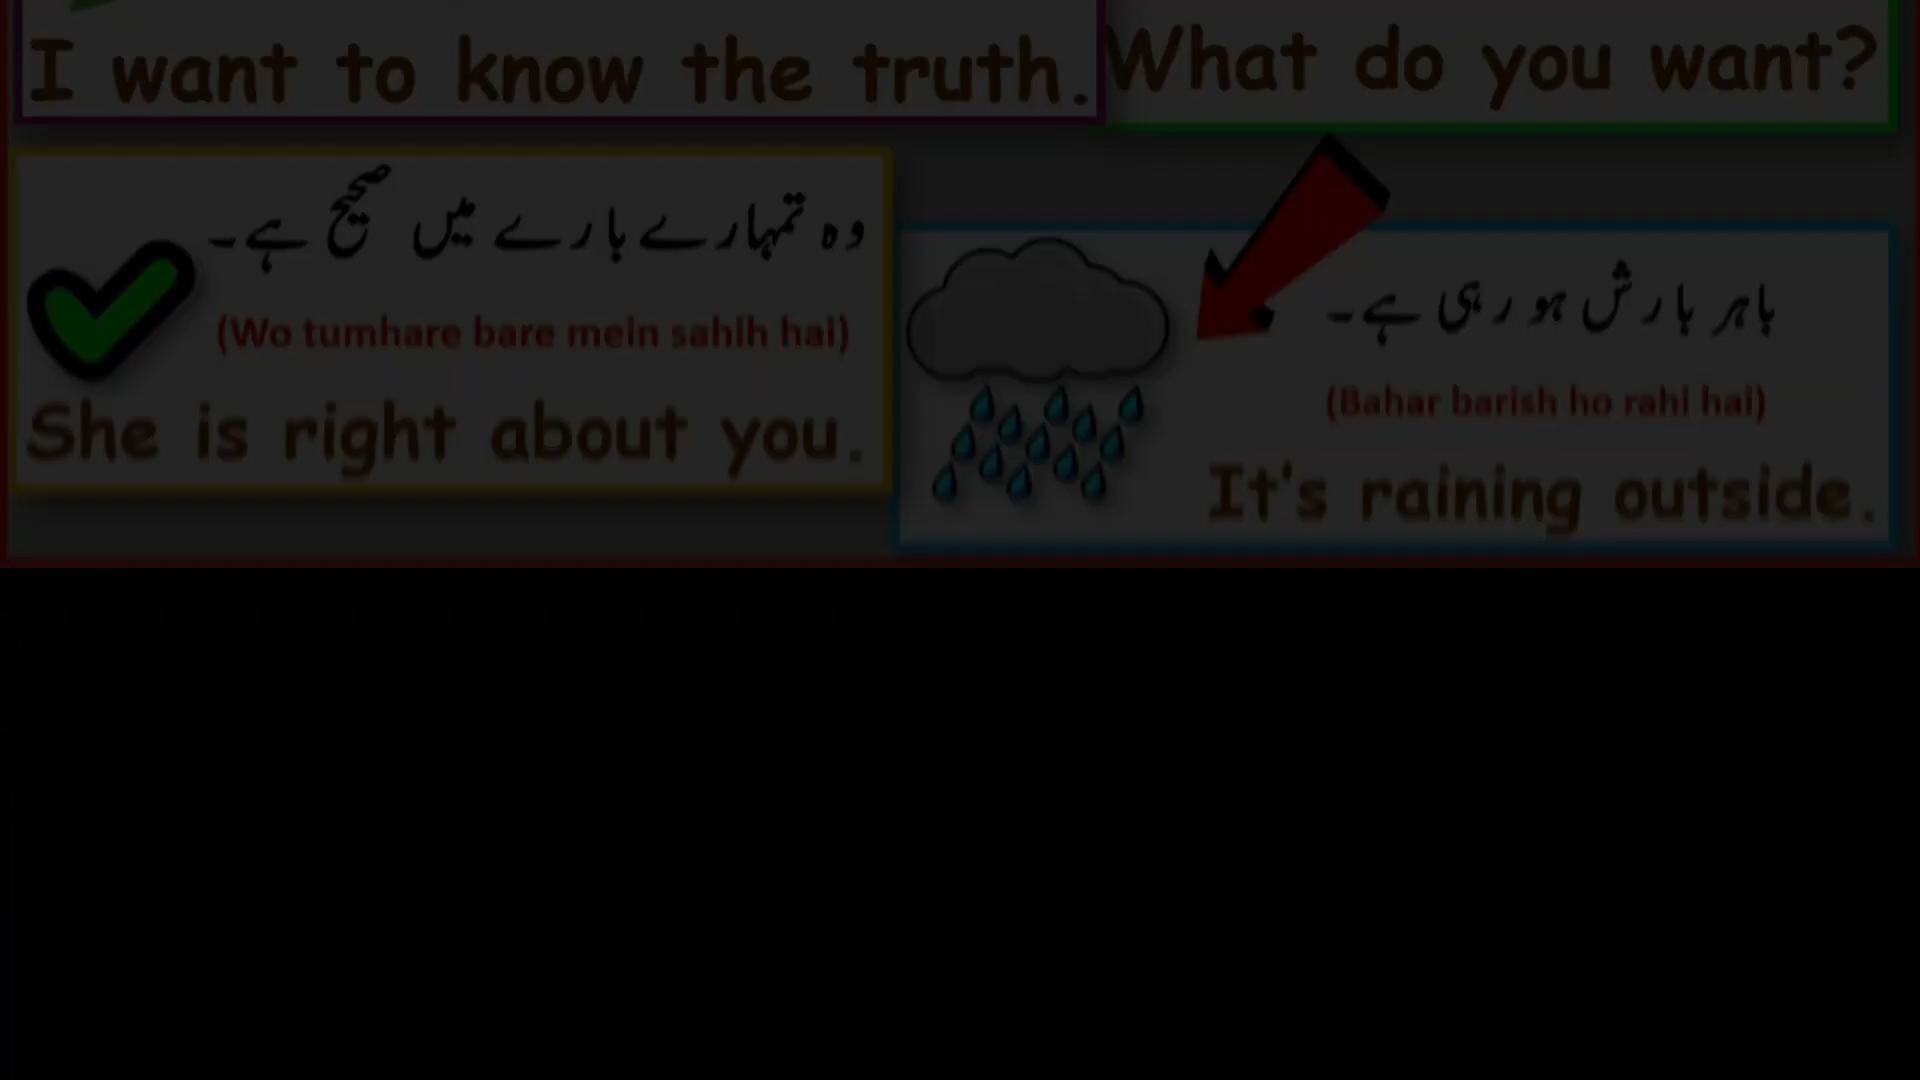 I want to know the truth.
What do you want?
وہ تمہارے بارے میں صحیح ہے۔
(Wo tumhare bare mein sahih hai)
She is right about you.
باہر بارش ہو رہی ہے۔
(Bahar barish ho rahi hai)
It's raining outside.